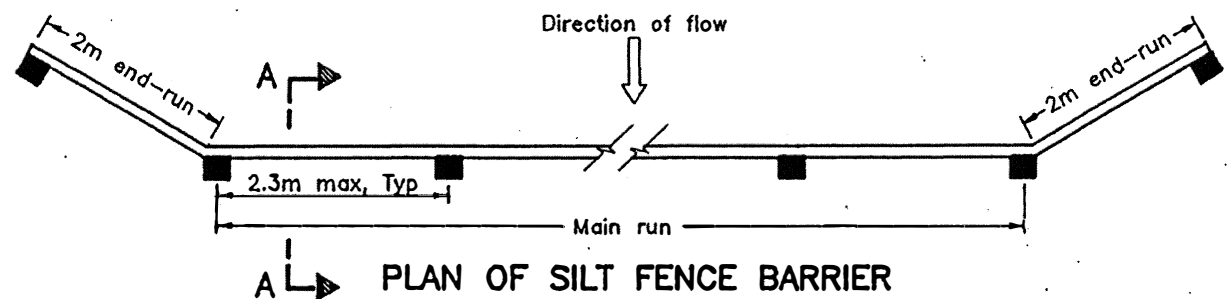 Direction of flow
2m end-run
A
2m end-run
2.3m max, Typ
Main run
A
PLAN OF SILT FENCE BARRIER